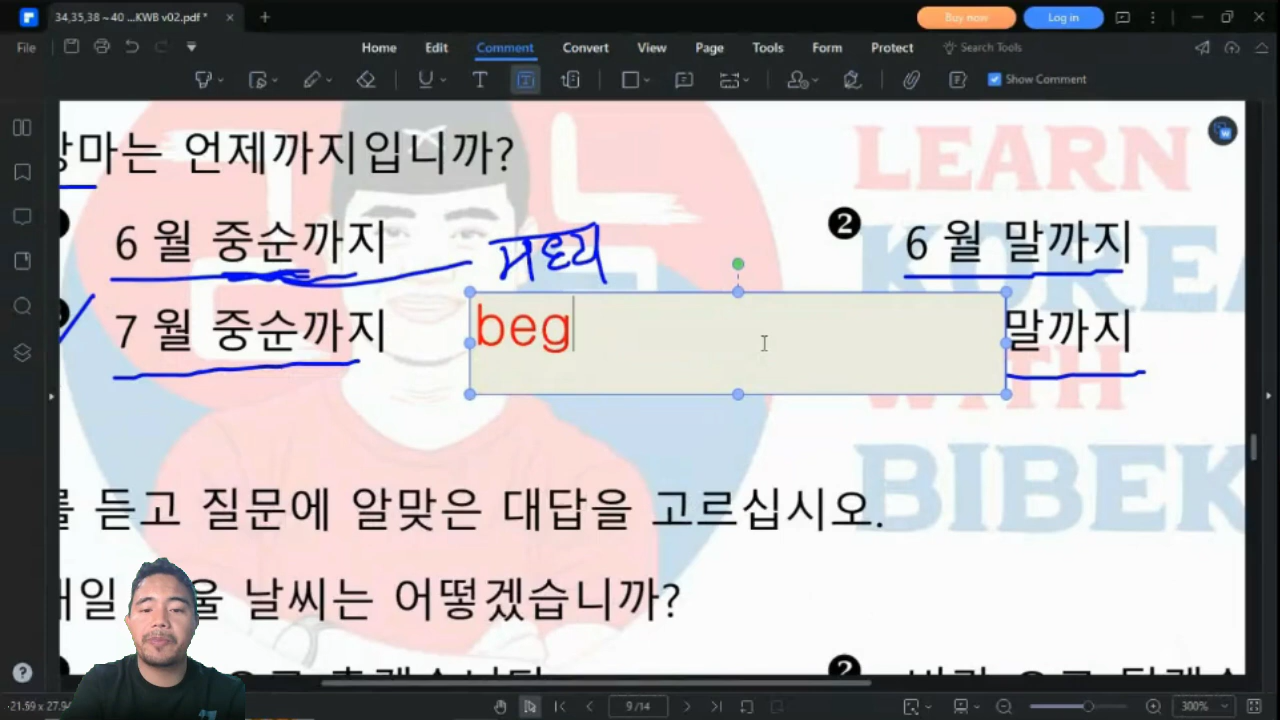 34,35,38 ~ 40 ...KWB v02.pdf *
Buy now
Log in
File
Home
Edit
Comment
Convert
View
Page
Tools
Form
Protect
Search Tools
Show Comment
장마는 언제까지입니까?
6 월 중순까지
❷ 6 월 말까지
beg
7 월 중순까지
말까지
LEARN
KOREA
WITH
BIBEK
를 듣고 질문에 알맞은 대답을 고르십시오.
울 날씨는 어떻겠습니까?
❷
9 /14
300%